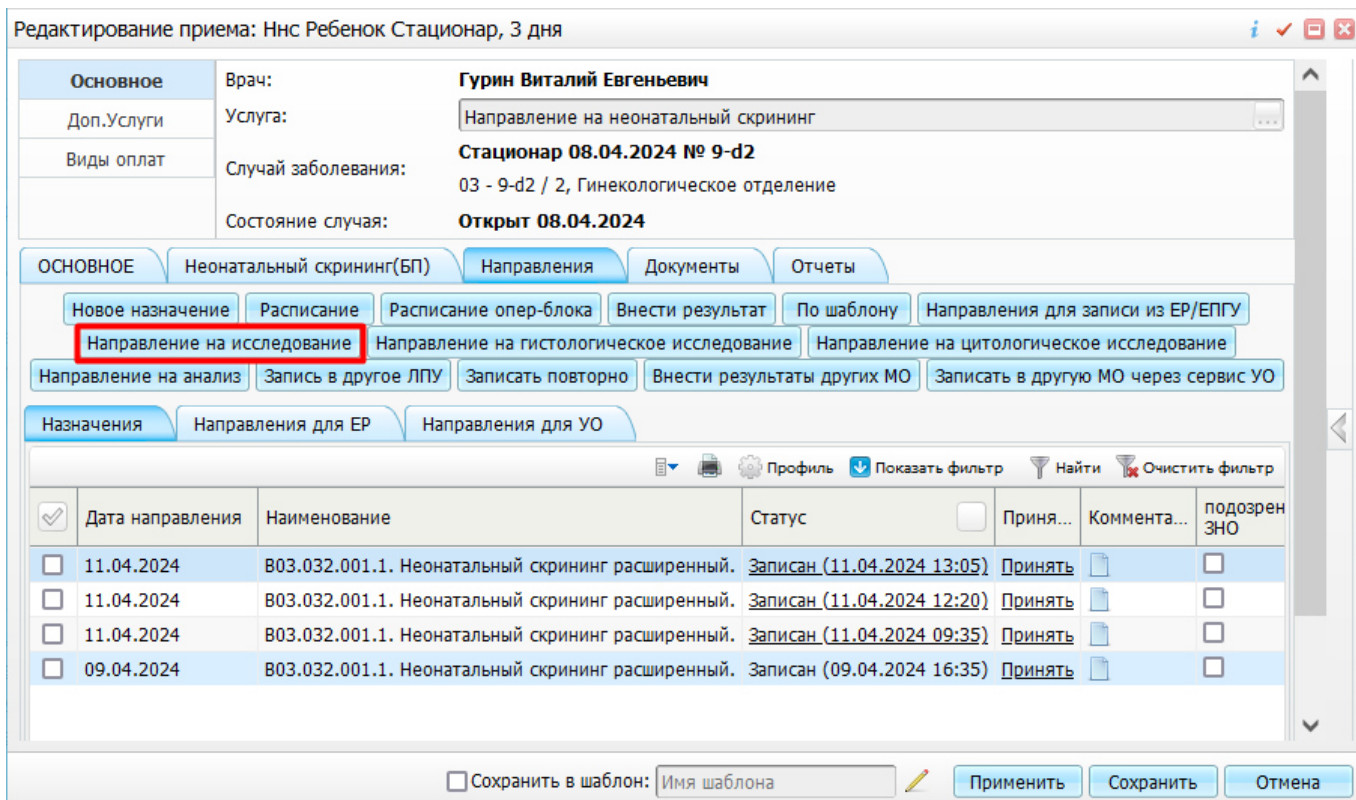 Редактирование приема: Ннс Ребенок Стационар, 3 дня
Основное
Доп.Услуги
Виды оплат
Врач: Гурин Виталий Евгеньевич
Услуга: Направление на неонатальный скрининг ...
Случай заболевания: Стационар 08.04.2024 № 9-d2
03 - 9-d2 / 2, Гинекологическое отделение
Состояние случая: Открыт 08.04.2024
ОСНОВНОЕ Неонатальный скрининг(БП) Направления Документы Отчеты
Новое назначение Расписание Расписание опер-блока Внести результат По шаблону Направления для записи из ЕР/ЕПГУ
Направление на исследование Направление на гистологическое исследование Направление на цитологическое исследование
Направление на анализ Запись в другое ЛПУ Записать повторно Внести результаты других МО Записать в другую МО через сервис УО
Назначения Направления для ЕР Направления для УО
Профиль Показать фильтр Найти Очистить фильтр
Дата направления Наименование Статус Приня... Коммента... подозрен
ЗНО
11.04.2024 B03.032.001.1. Неонатальный скрининг расширенный. Записан (11.04.2024 13:05) Принять
11.04.2024 B03.032.001.1. Неонатальный скрининг расширенный. Записан (11.04.2024 12:20) Принять
11.04.2024 B03.032.001.1. Неонатальный скрининг расширенный. Записан (11.04.2024 09:35) Принять
09.04.2024 B03.032.001.1. Неонатальный скрининг расширенный. Записан (09.04.2024 16:35) Принять
Сохранить в шаблон: Имя шаблона Применить Сохранить Отмена